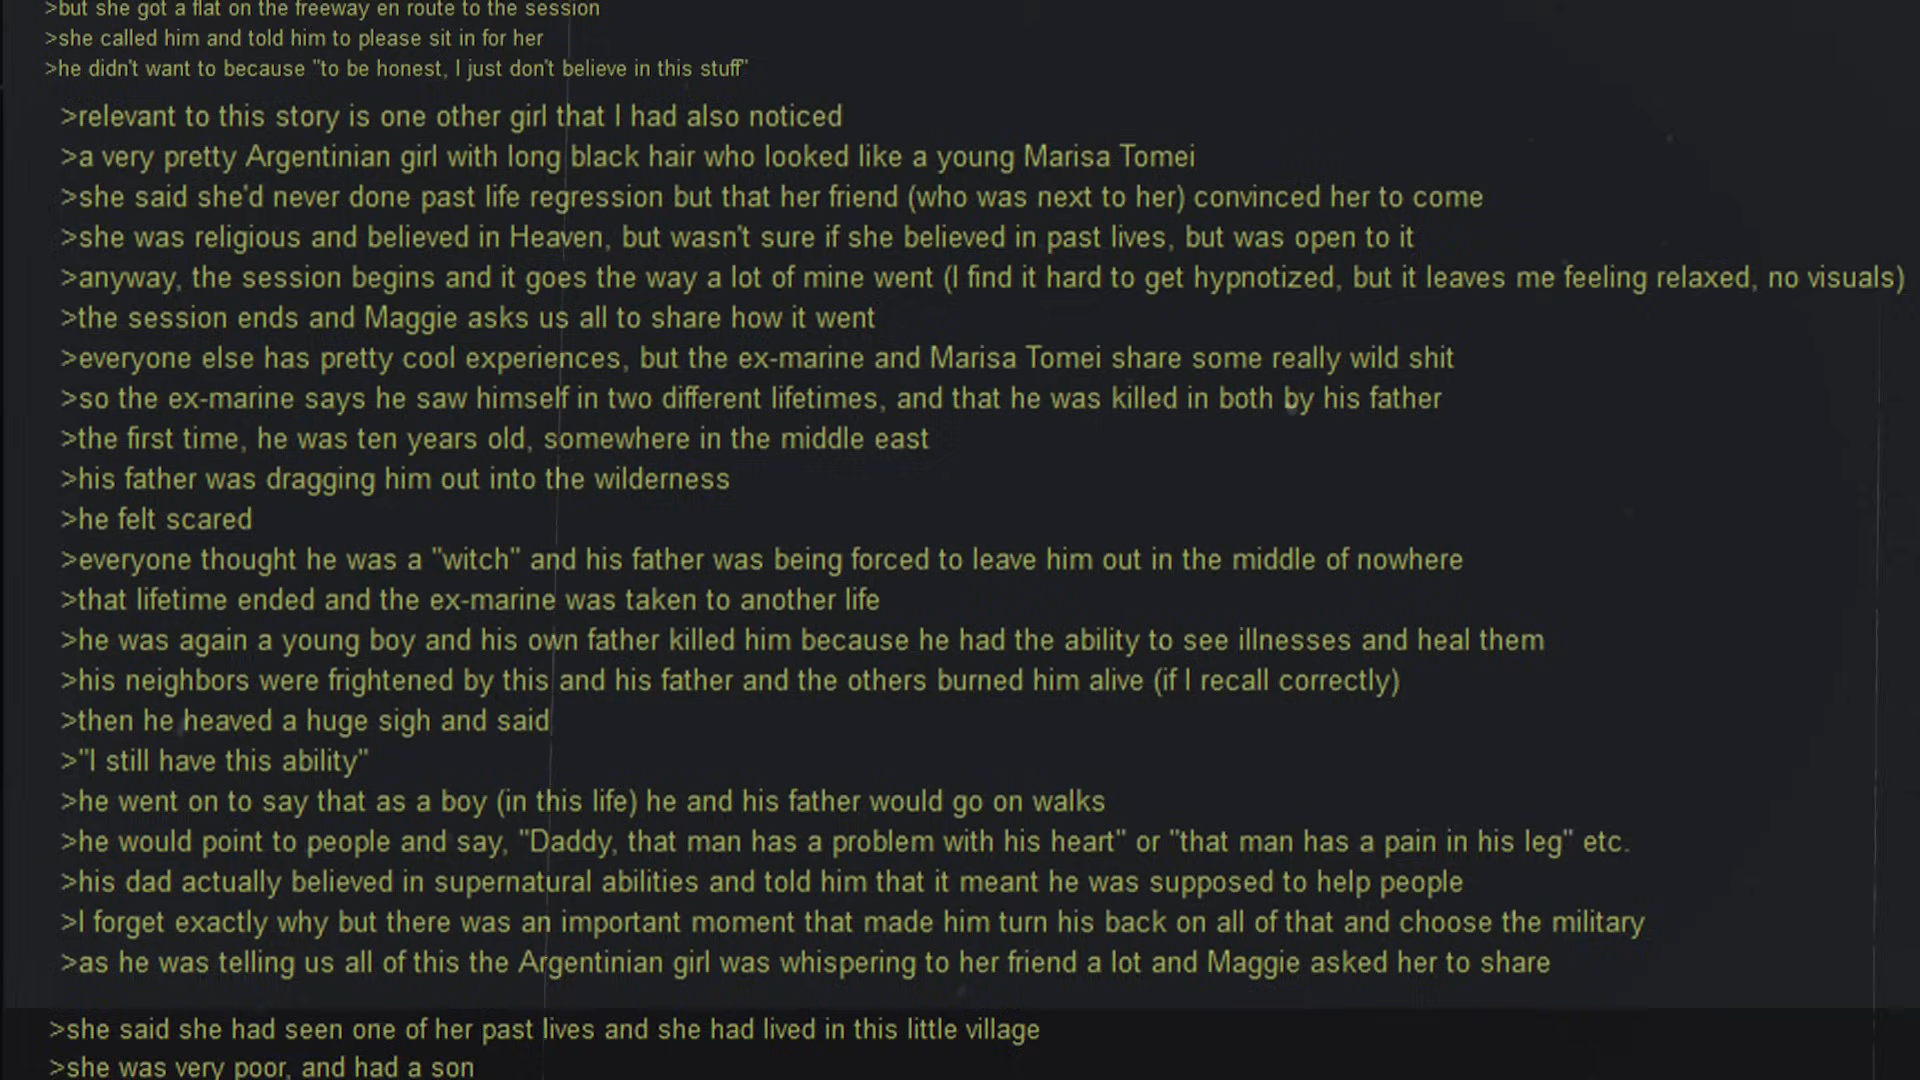 >but she got a flat on the freeway en route to the session
>she called him and told him to please sit in for her
>he didn't want to because "to be honest, I just don't believe in this stuff"
>relevant to this story is one other girl that I had also noticed
>a very pretty Argentinian girl with long black hair who looked like a young Marisa Tomei
>she said she'd never done past life regression but that her friend (who was next to her) convinced her to come
>she was religious and believed in Heaven, but wasn't sure if she believed in past lives, but was open to it
>anyway, the session begins and it goes the way a lot of mine went (I find it hard to get hypnotized, but it leaves me feeling relaxed, no visuals)
>the session ends and Maggie asks us all to share how it went
>everyone else has pretty cool experiences, but the ex-marine and Marisa Tomei share some really wild shit
>so the ex-marine says he saw himself in two different lifetimes, and that he was killed in both by his father
>the first time, he was ten years old, somewhere in the middle east
>his father was dragging him out into the wilderness
>he felt scared
>everyone thought he was a "witch" and his father was being forced to leave him out in the middle of nowhere
>that lifetime ended and the ex-marine was taken to another life
>he was again a young boy and his own father killed him because he had the ability to see illnesses and heal them
>his neighbors were frightened by this and his father and the others burned him alive (if I recall correctly)
>then he heaved a huge sigh and said
>"I still have this ability"
>he went on to say that as a boy (in this life) he and his father would go on walks
>he would point to people and say, "Daddy, that man has a problem with his heart" or "that man has a pain in his leg" etc.
>his dad actually believed in supernatural abilities and told him that it meant he was supposed to help people
>I forget exactly why but there was an important moment that made him turn his back on all of that and choose the military
>as he was telling us all of this the Argentinian girl was whispering to her friend a lot and Maggie asked her to share
>she said she had seen one of her past lives and she had lived in this little village
>she was very poor, and had a son